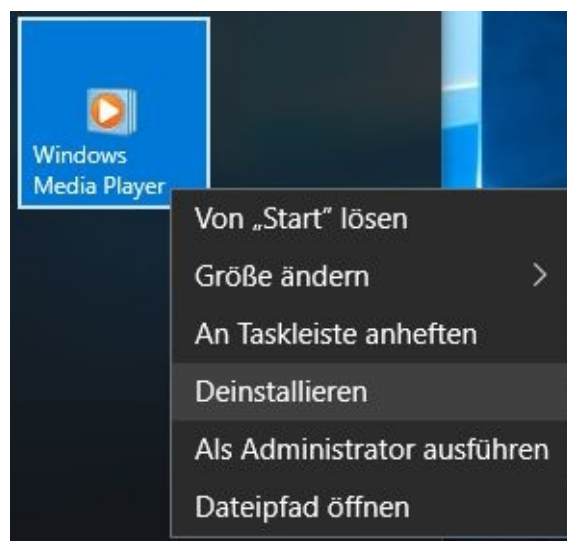 Windows
Media Player
Von „Start“ lösen
Größe ändern
An Taskleiste anheften
Deinstallieren
Als Administrator ausführen
Dateipfad öffnen